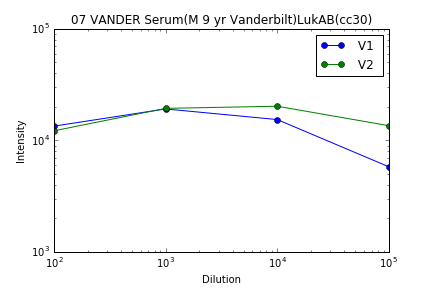 07 VANDER Serum(M 9 yr Vanderbilt)LukAB(cc30)
10^5
10^4
10^3
Intensity
V1
V2
10^2 10^3 10^4 10^5
Dilution